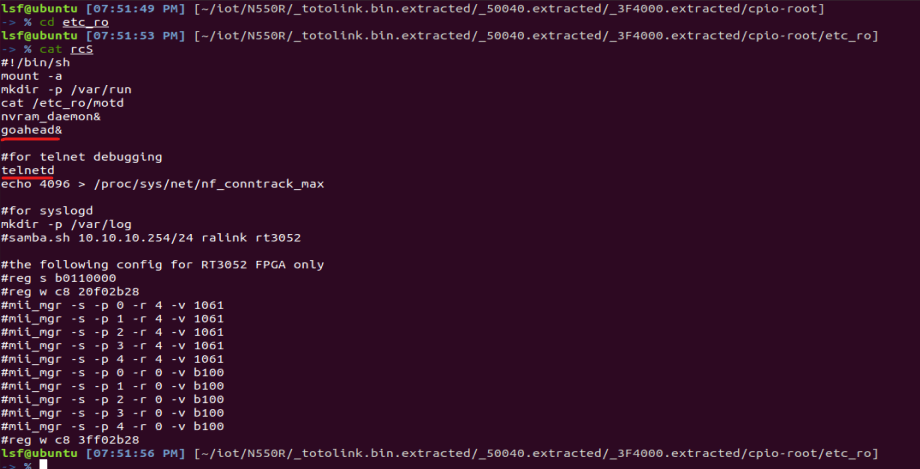 lsf@ubuntu [07:51:49 PM] [~/iot/N550R/_totolink.bin.extracted/_50040.extracted/_3F4000.extracted/cpio-root]
-> % cd etc_ro
lsf@ubuntu [07:51:53 PM] [~/iot/N550R/_totolink.bin.extracted/_50040.extracted/_3F4000.extracted/cpio-root/etc_ro]
-> % cat rcS
#!/bin/sh
mount -a
mkdir -p /var/run
cat /etc_ro/motd
nvram_daemon&
goahead&

#for telnet debugging
telnetd
echo 4096 > /proc/sys/net/nf_conntrack_max

#for syslogd
mkdir -p /var/log
#samba.sh 10.10.10.254/24 ralink rt3052

#the following config for RT3052 FPGA only
#reg s b0110000
#reg w c8 20f02b28
#mii_mgr -s -p 0 -r 4 -v 1061
#mii_mgr -s -p 1 -r 4 -v 1061
#mii_mgr -s -p 2 -r 4 -v 1061
#mii_mgr -s -p 3 -r 4 -v 1061
#mii_mgr -s -p 4 -r 4 -v 1061
#mii_mgr -s -p 0 -r 0 -v b100
#mii_mgr -s -p 1 -r 0 -v b100
#mii_mgr -s -p 2 -r 0 -v b100
#mii_mgr -s -p 3 -r 0 -v b100
#mii_mgr -s -p 4 -r 0 -v b100
#reg w c8 3ff02b28
lsf@ubuntu [07:51:56 PM] [~/iot/N550R/_totolink.bin.extracted/_50040.extracted/_3F4000.extracted/cpio-root/etc_ro]
-> %